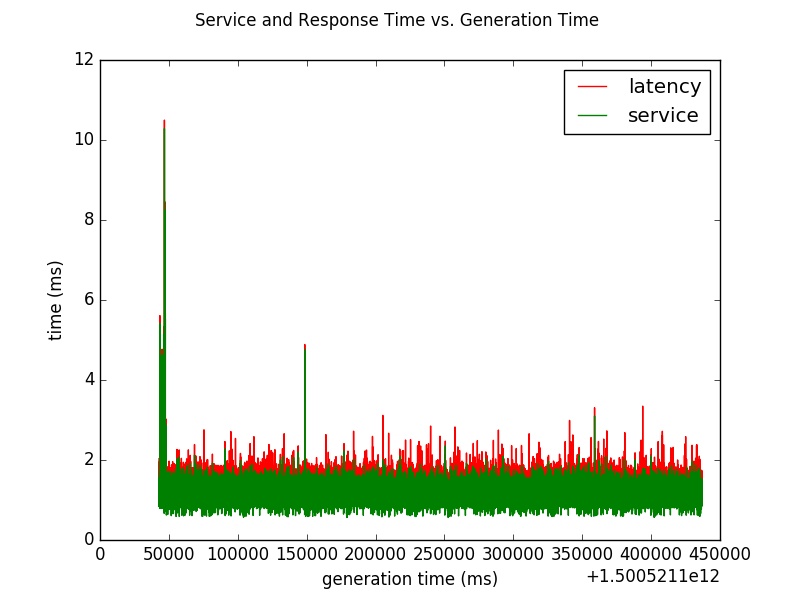 Service and Response Time vs. Generation Time
12
10
8
6
4
2
0
time (ms)
latency
service
0 50000 100000 150000 200000 250000 300000 350000 400000 450000
generation time (ms)
+1.5005211e12